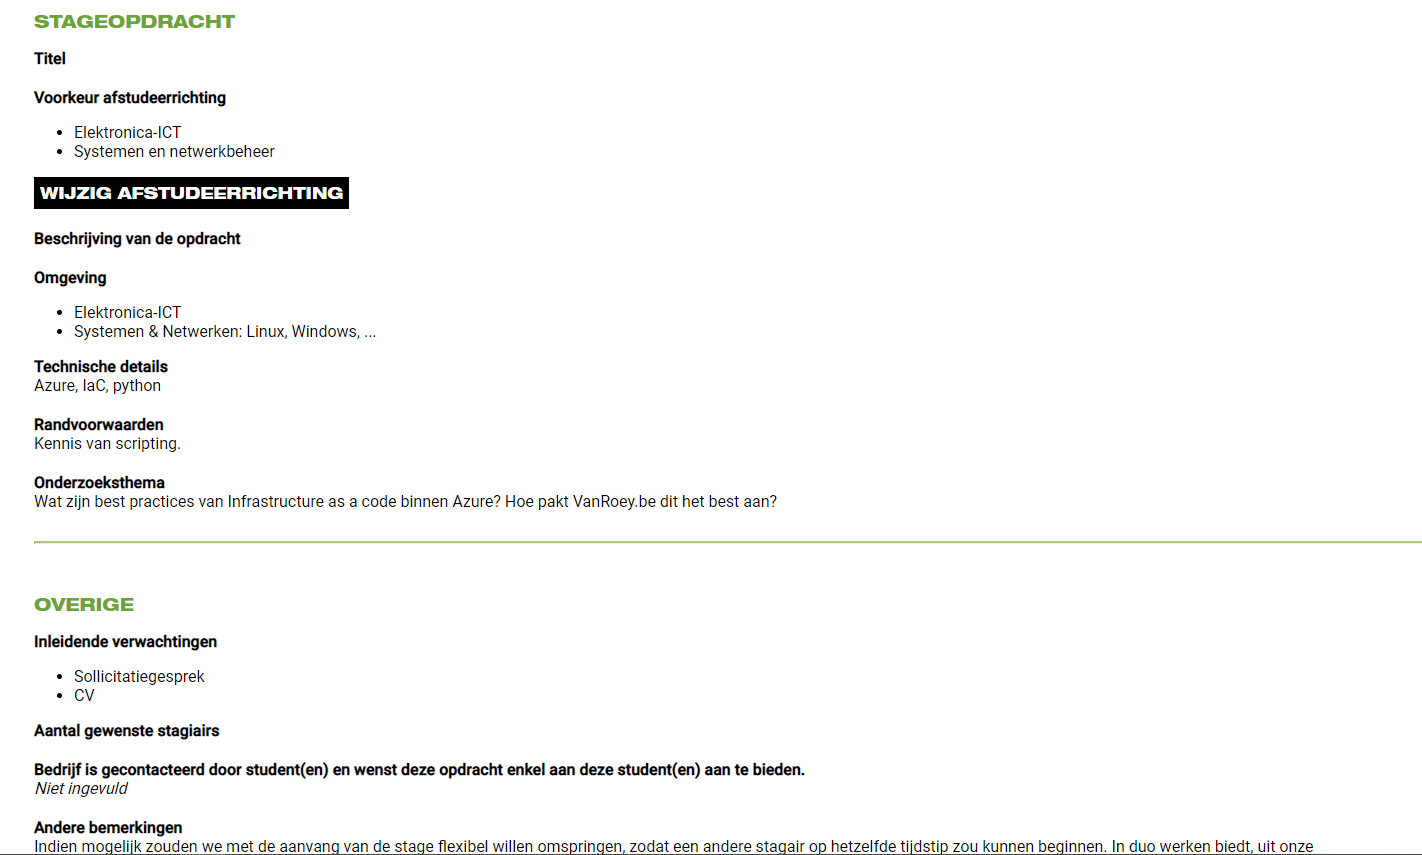 STAGEOPDRACHT
Titel
Voorkeur afstudeerrichting
• Elektronica-ICT
• Systemen en netwerkbeheer
WIJZIG AFSTUDEERRICHTING
Beschrijving van de opdracht
Omgeving
• Elektronica-ICT
• Systemen & Netwerken: Linux, Windows, ...
Technische details
Azure, IaC, python
Randvoorwaarden
Kennis van scripting.
Onderzoeksthema
Wat zijn best practices van Infrastructure as a code binnen Azure? Hoe pakt VanRoey.be dit het best aan?
OVERIGE
Inleidende verwachtingen
• Sollicitatiegesprek
• CV
Aantal gewenste stagiairs
Bedrijf is gecontacteerd door student(en) en wenst deze opdracht enkel aan deze student(en) aan te bieden.
Niet ingevuld
Andere bemerkingen
Indien mogelijk zouden we met de aanvang van de stage flexibel willen omspringen, zodat een andere stagair op hetzelfde tijdstip zou kunnen beginnen. In duo werken biedt, uit onze